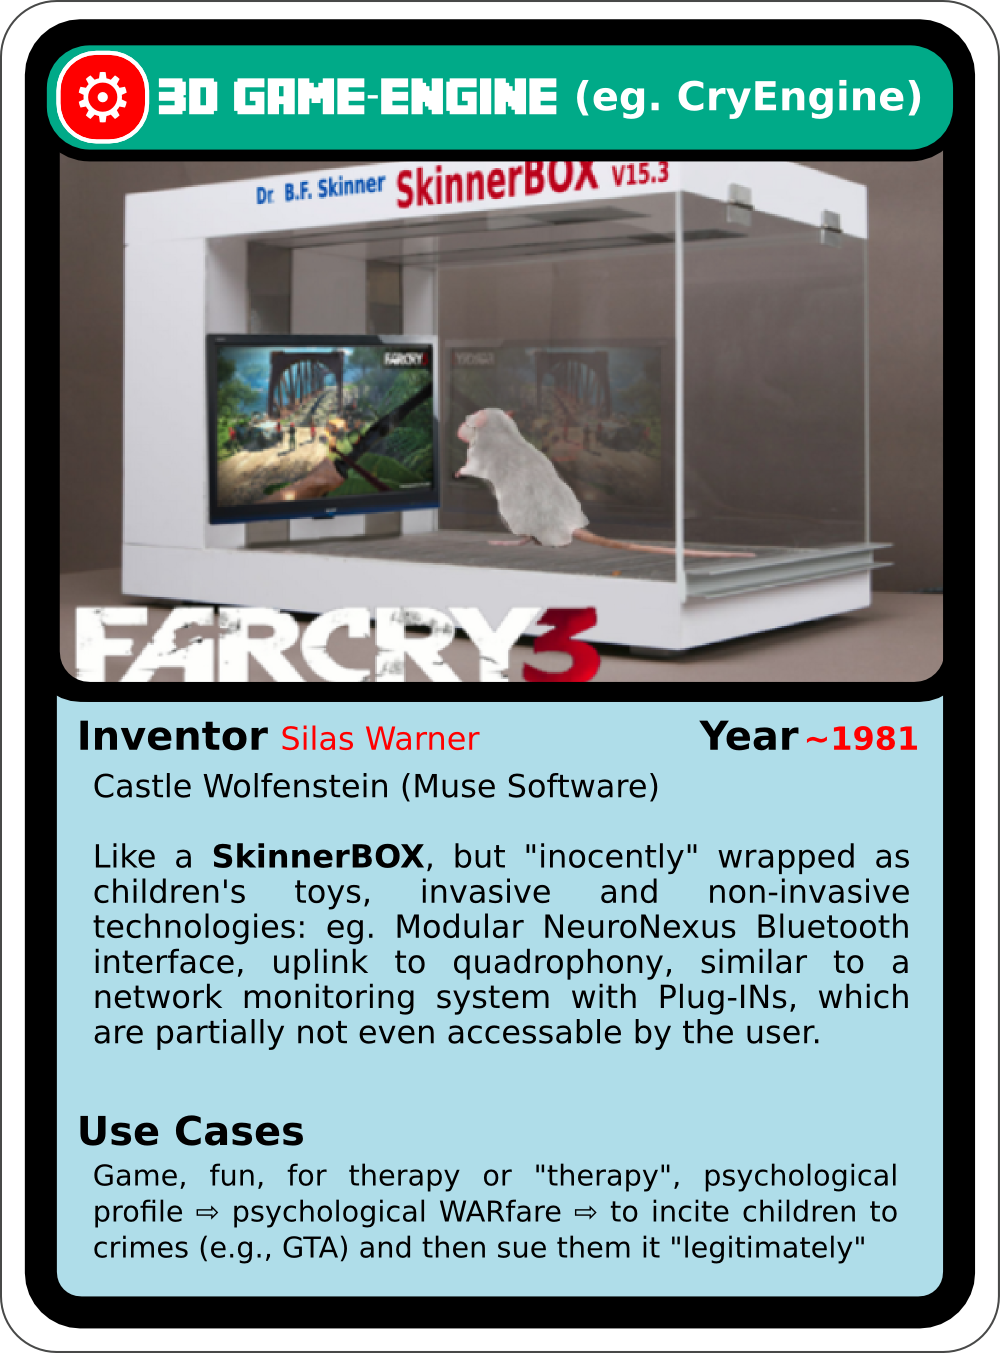 3D GAME-ENGINE (eg. CryEngine)
Dr. B.F. Skinner SkinnerBOX V15.3
FARCRY 3
FARCRY3
Inventor Silas Warner Year ~1981
Castle Wolfenstein (Muse Software)
Like a SkinnerBOX, but "inocently" wrapped as
children's toys, invasive and non-invasive
technologies: eg. Modular NeuroNexus Bluetooth
interface, uplink to quadrophony, similar to a
network monitoring system with Plug-INs, which
are partially not even accessable by the user.
Use Cases
Game, fun, for therapy or "therapy", psychological
profile ⇨ psychological WARfare ⇨ to incite children to
crimes (e.g., GTA) and then sue them it "legitimately"